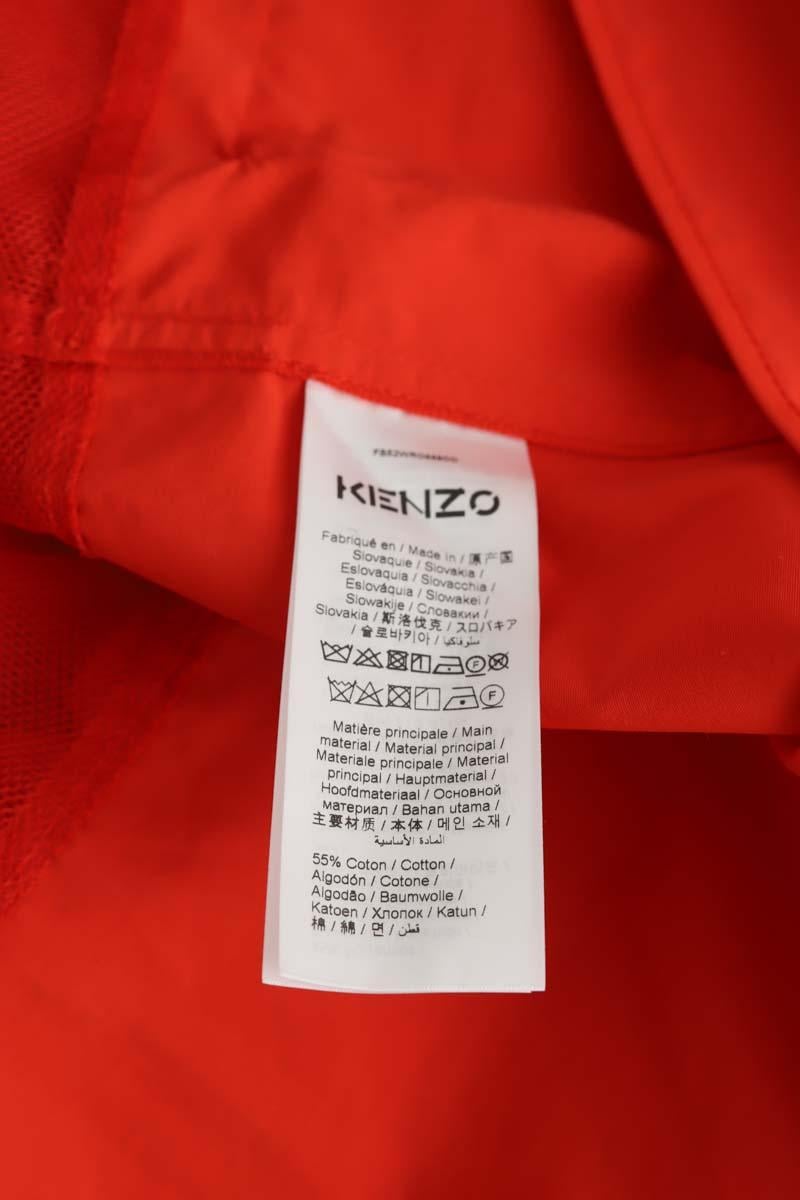 KENZO
Fabriqué en / Made in / 原产国
Slovaquie / Slovakia /
Eslovaquia / Slovacchia /
Eslováquia / Slowakei /
Slowakije / Словакии /
Slovakia / 斯洛伐克 / スロバキア
/ 슬로바키아 / سلوفاكيا
F
F
Matière principale / Main
material / Material principal /
Materiale principale / Material
principal / Hauptmaterial /
Hoofdmateriaal / Основной
материал / Bahan utama /
主要材质 / 本体 / 메인 소재 /
المادة الأساسية
55% Coton / Cotton /
Algodón / Cotone /
Algodão / Baumwolle /
Katoen / Хлопок / Katun /
棉 / 綿 / 면 / قطن